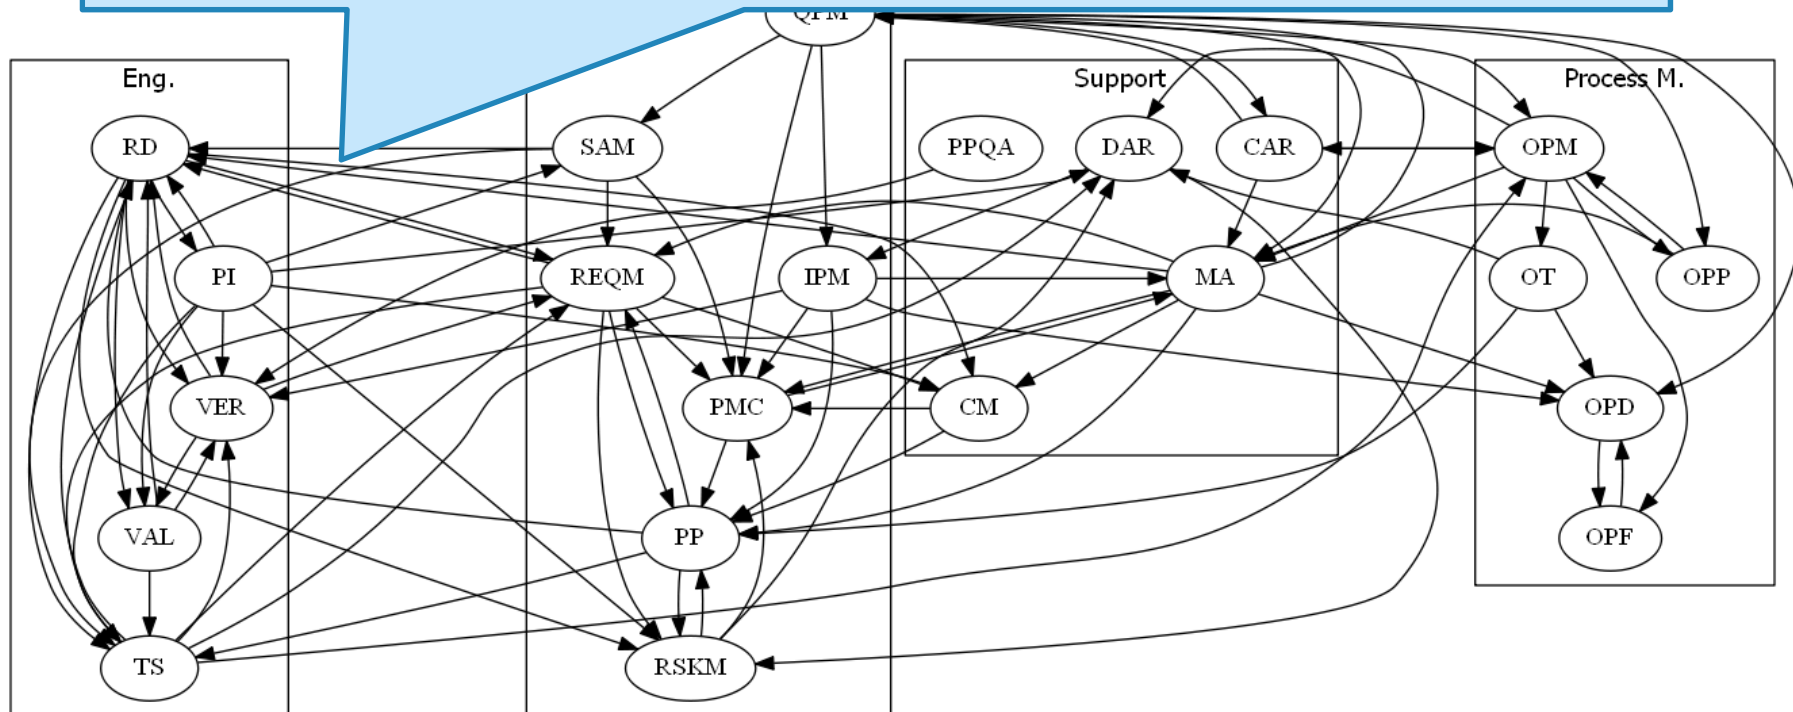 QPM
Eng.
Support
Process M.
RD
SAM
PPQA
DAR
CAR
OPM
PI
REQM
IPM
MA
OT
OPP
VER
PMC
CM
OPD
VAL
PP
OPF
TS
RSKM